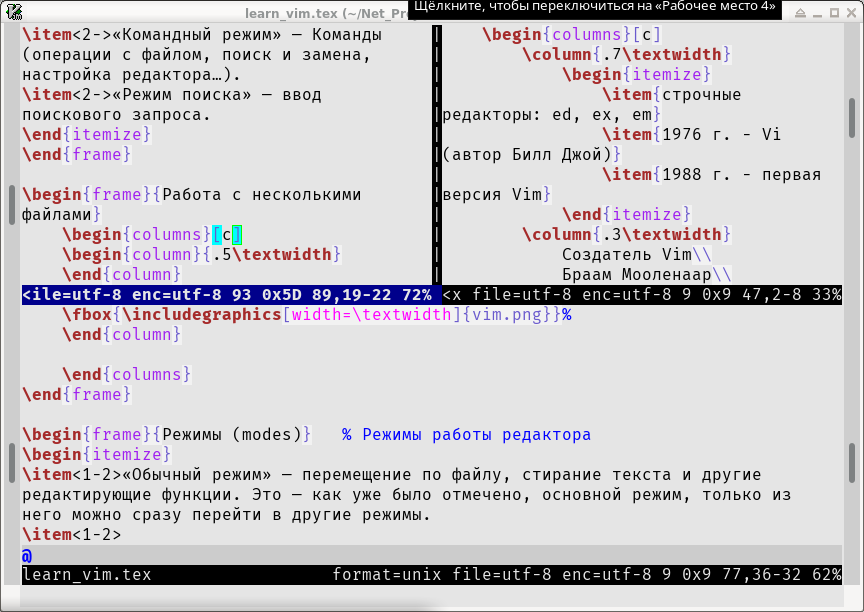 learn_vim.tex (~/Net_Pro
Щёлкните, чтобы переключиться на «Рабочее место 4»
\item<2->«Командный режим» — Команды
(операции с файлом, поиск и замена,
настройка редактора…).
\item<2->«Режим поиска» — ввод
поискового запроса.
\end{itemize}
\end{frame}
\begin{frame}{Работа с несколькими
файлами}
\begin{columns}[c]
\begin{column}{.5\textwidth}
\end{column}
<ile=utf-8 enc=utf-8 93 0x5D 89,19-22 72%
\begin{columns}[c]
\column{.7\textwidth}
\begin{itemize}
\item{строчные
редакторы: ed, ex, em}
\item{1976 г. - Vi
(автор Билл Джой)}
\item{1988 г. - первая
версия Vim}
\end{itemize}
\column{.3\textwidth}
Создатель Vim\\
Браам Мооленаар\\
<x file=utf-8 enc=utf-8 9 0x9 47,2-8 33%
\fbox{\includegraphics[width=\textwidth]{vim.png}}%
\end{column}
\end{columns}
\end{frame}
\begin{frame}{Режимы (modes)}   % Режимы работы редактора
\begin{itemize}
\item<1-2>«Обычный режим» — перемещение по файлу, стирание текста и другие
редактирующие функции. Это — как уже было отмечено, основной режим, только из
него можно сразу перейти в другие режимы.
\item<1-2>
@
learn_vim.tex format=unix file=utf-8 enc=utf-8 9 0x9 77,36-32 62%